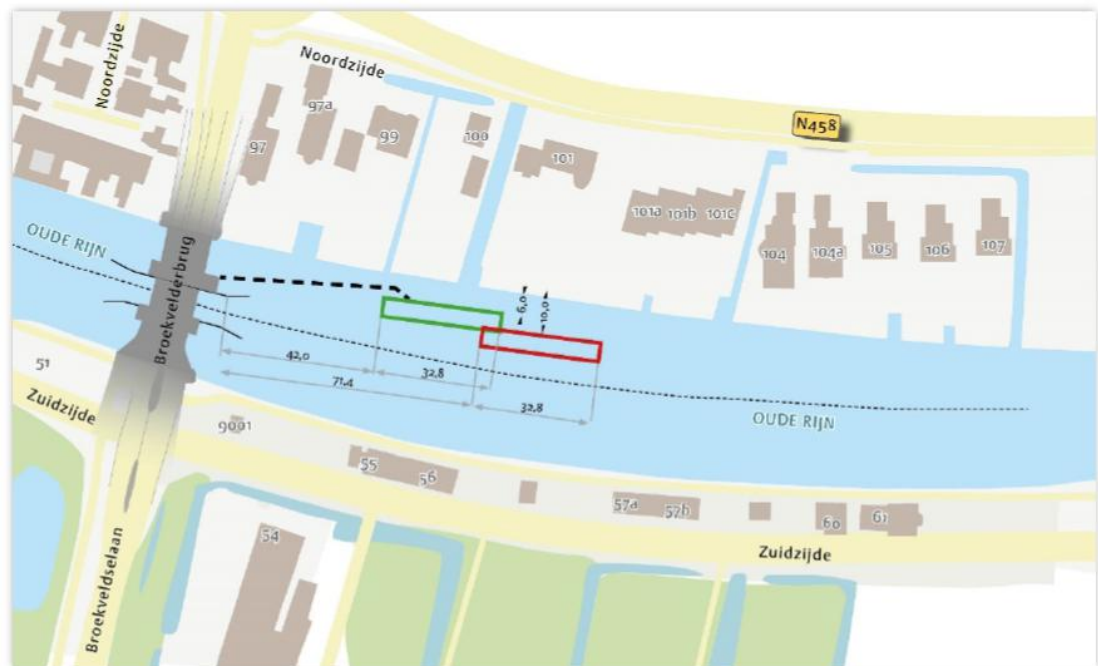 Noordzijde
Noordzijde
N458
97
97a
99
100
101
101a
101b
101c
104
104a
105
106
107
OUDE RIJN
Broekvelderbrug
6,0
10,0
42,0
32,8
71,4
32,8
OUDE RIJN
51
Zuidzijde
9001
55
56
57a
57b
60
61
54
Zuidzijde
Broekveldselaan